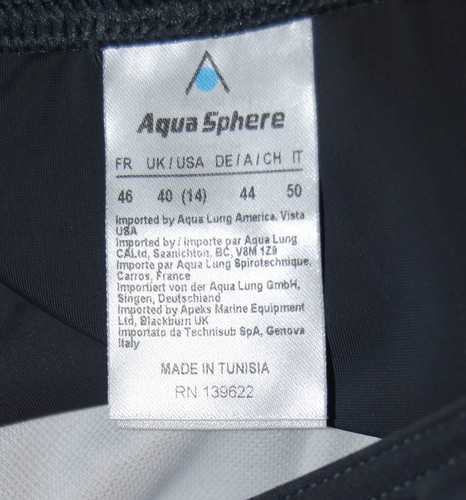 Aqua Sphere
FR UK/USA DE/A/CH IT
46 40 (14) 44 50
Imported by Aqua Lung America, Vista
USA
Imported by / Importe par Aqua Lung
CALtd, Saanichton, BC, V8M 1Z9
Importe par Aqua Lung Spirotechnique,
Carros, France
Importiert von der Aqua Lung GmbH,
Singen, Deutschland
Imported by Apeks Marine Equipment
Ltd, Blackburn UK
Importato da Technisub SpA, Genova
Italy
MADE IN TUNISIA
RN 139622